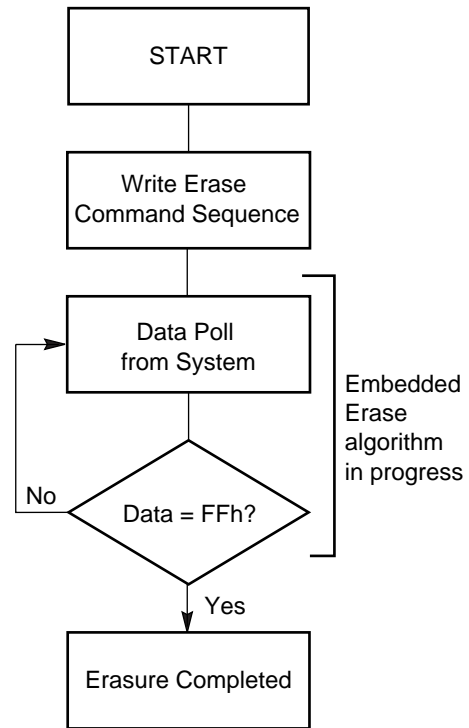 START
Write Erase
Command Sequence
Data Poll
from System
Embedded
Erase
algorithm
in progress
No
Data = FFh?
Yes
Erasure Completed